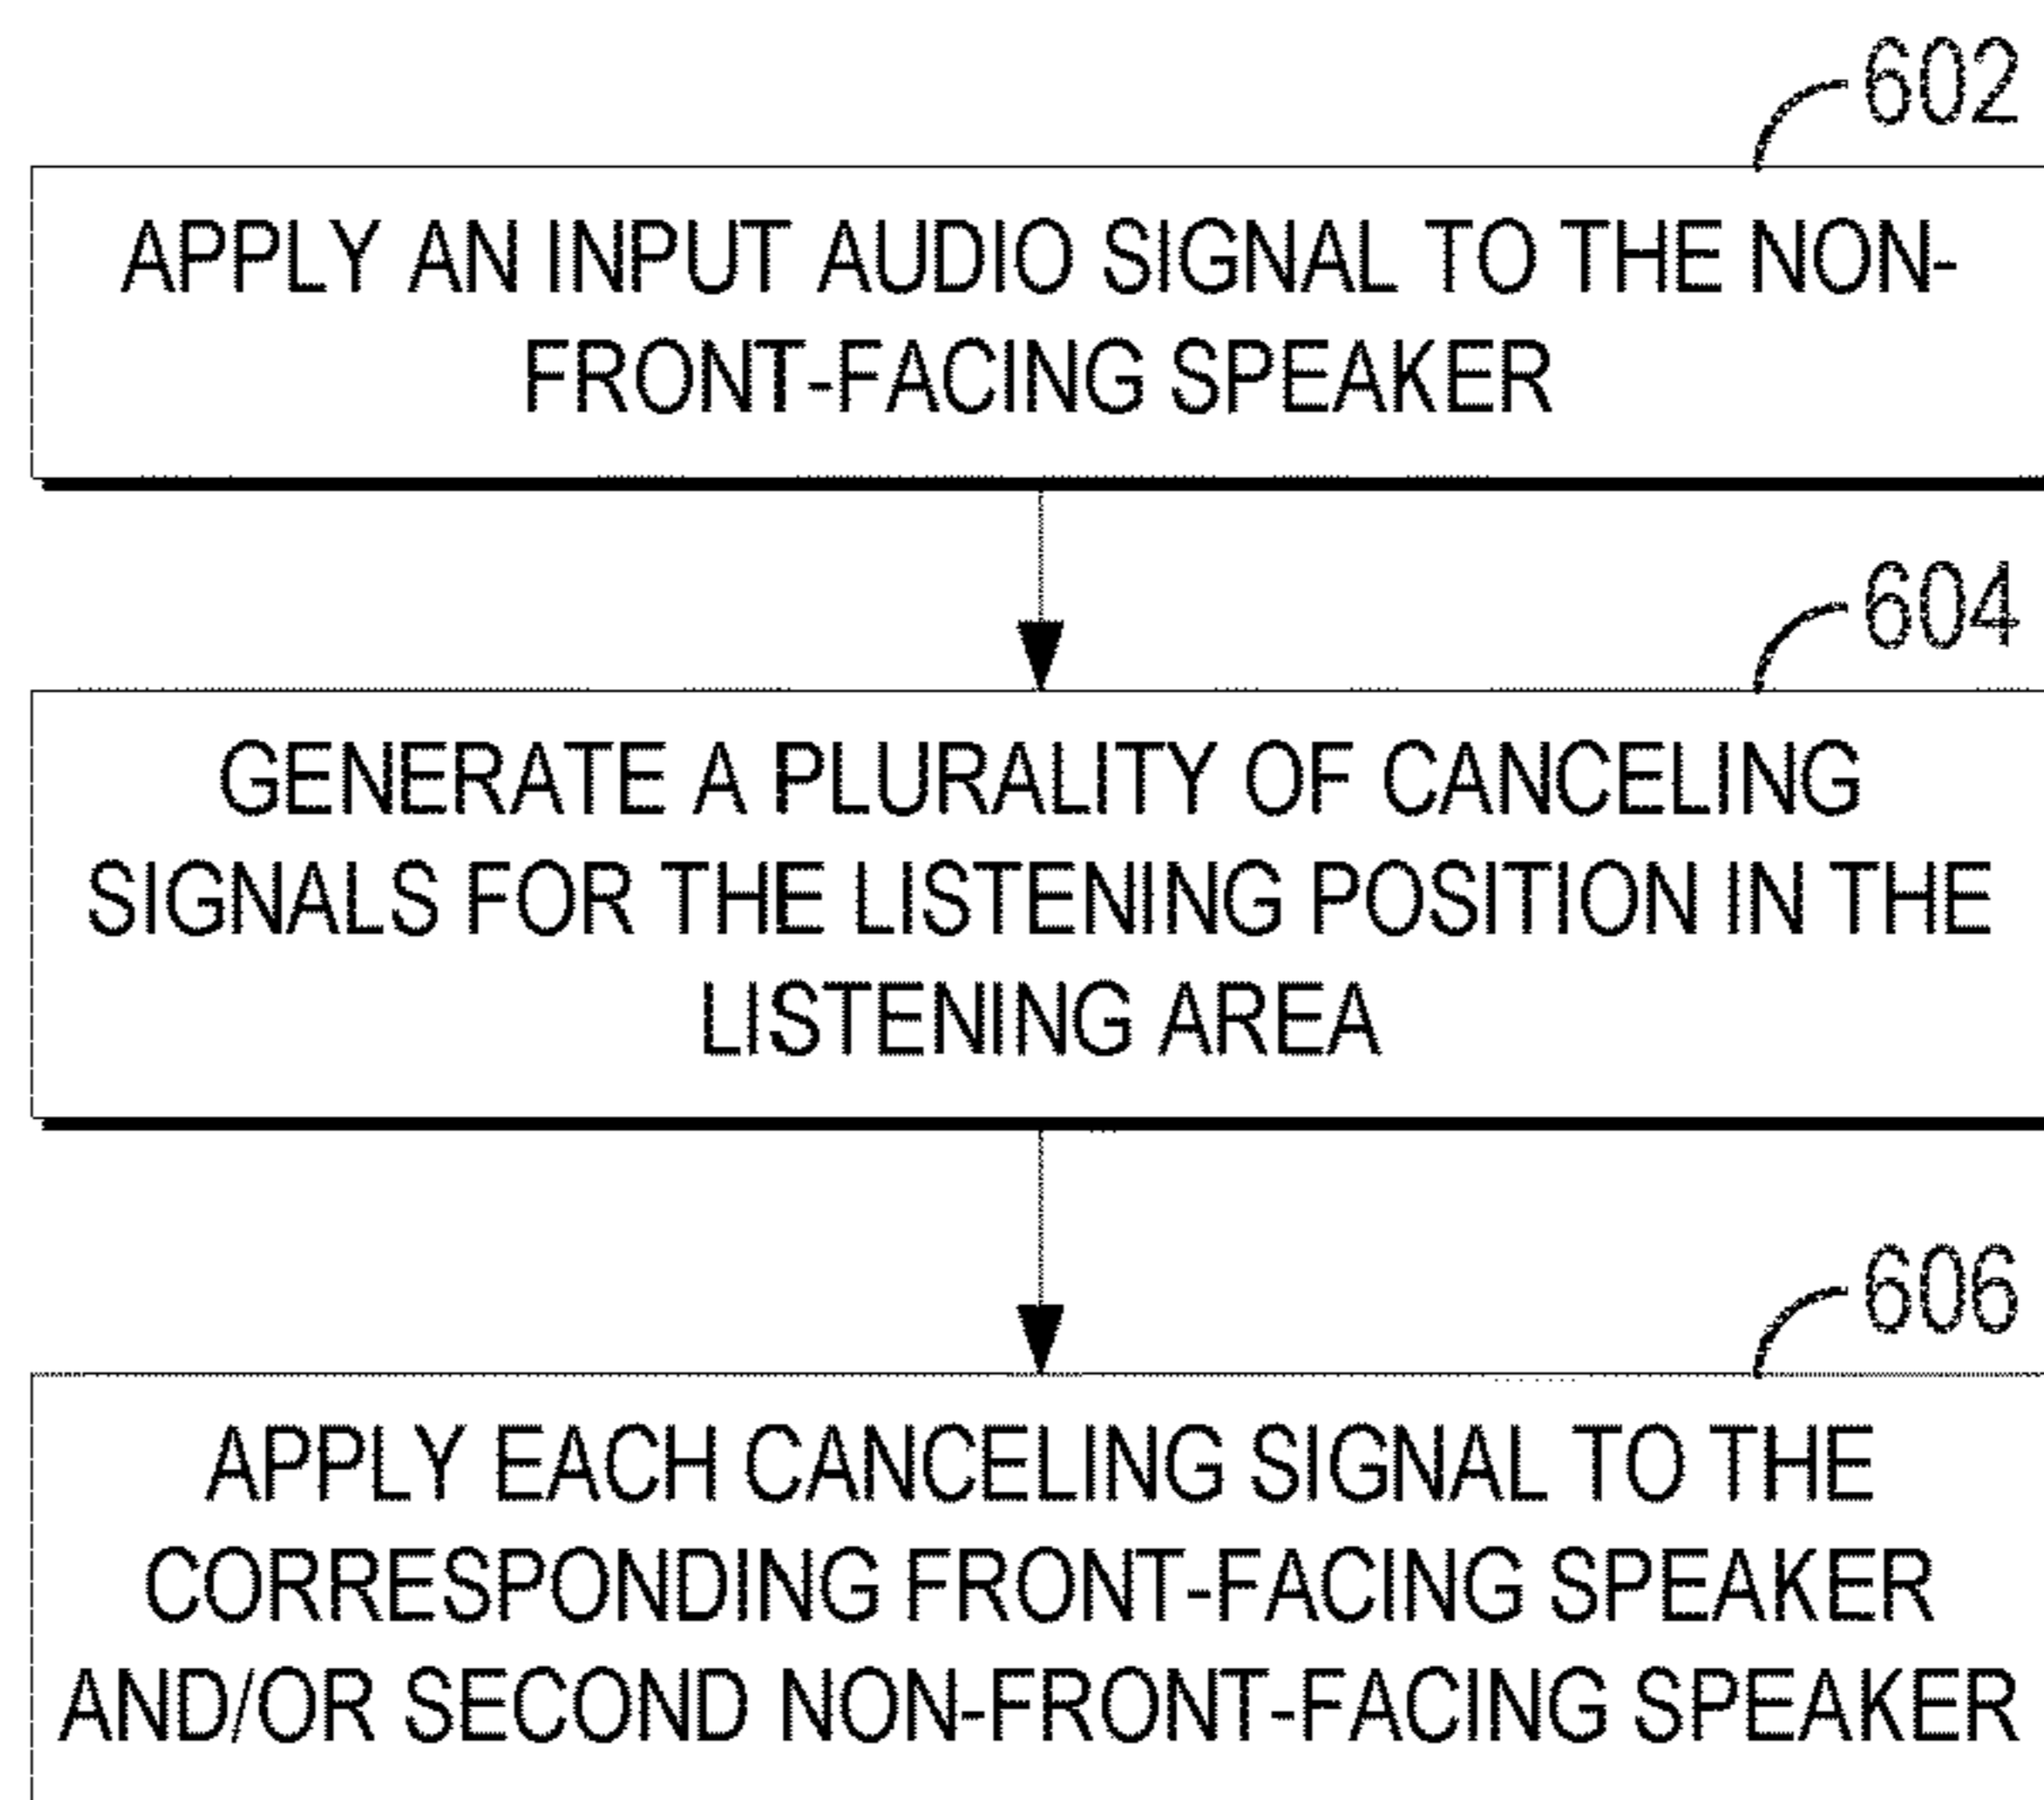 602
APPLY AN INPUT AUDIO SIGNAL TO THE NON-
FRONT-FACING SPEAKER
604
GENERATE A PLURALITY OF CANCELING
SIGNALS FOR THE LISTENING POSITION IN THE
LISTENING AREA
606
APPLY EACH CANCELING SIGNAL TO THE
CORRESPONDING FRONT-FACING SPEAKER
AND/OR SECOND NON-FRONT-FACING SPEAKER